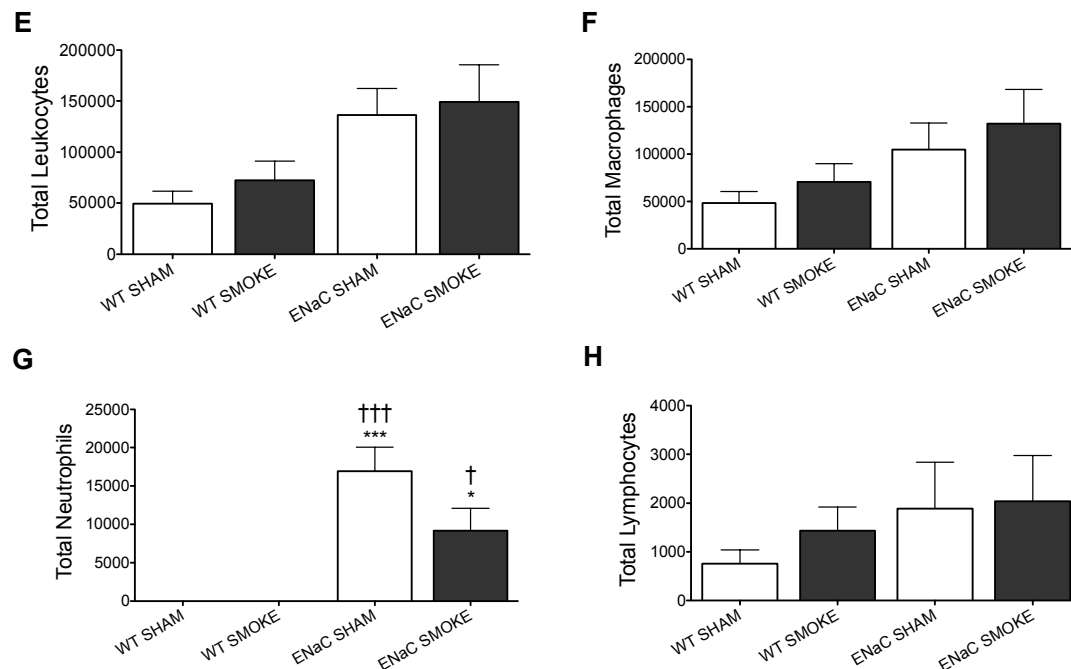 E
Total Leukocytes
200000
150000
100000
50000
0
WT SHAM
WT SMOKE
ENaC SHAM
ENaC SMOKE
F
Total Macrophages
200000
150000
100000
50000
0
WT SHAM
WT SMOKE
ENaC SHAM
ENaC SMOKE
G
Total Neutrophils
25000
20000
15000
10000
5000
0
†††
***
†
*
WT SHAM
WT SMOKE
ENaC SHAM
ENaC SMOKE
H
Total Lymphocytes
4000
3000
2000
1000
0
WT SHAM
WT SMOKE
ENaC SHAM
ENaC SMOKE